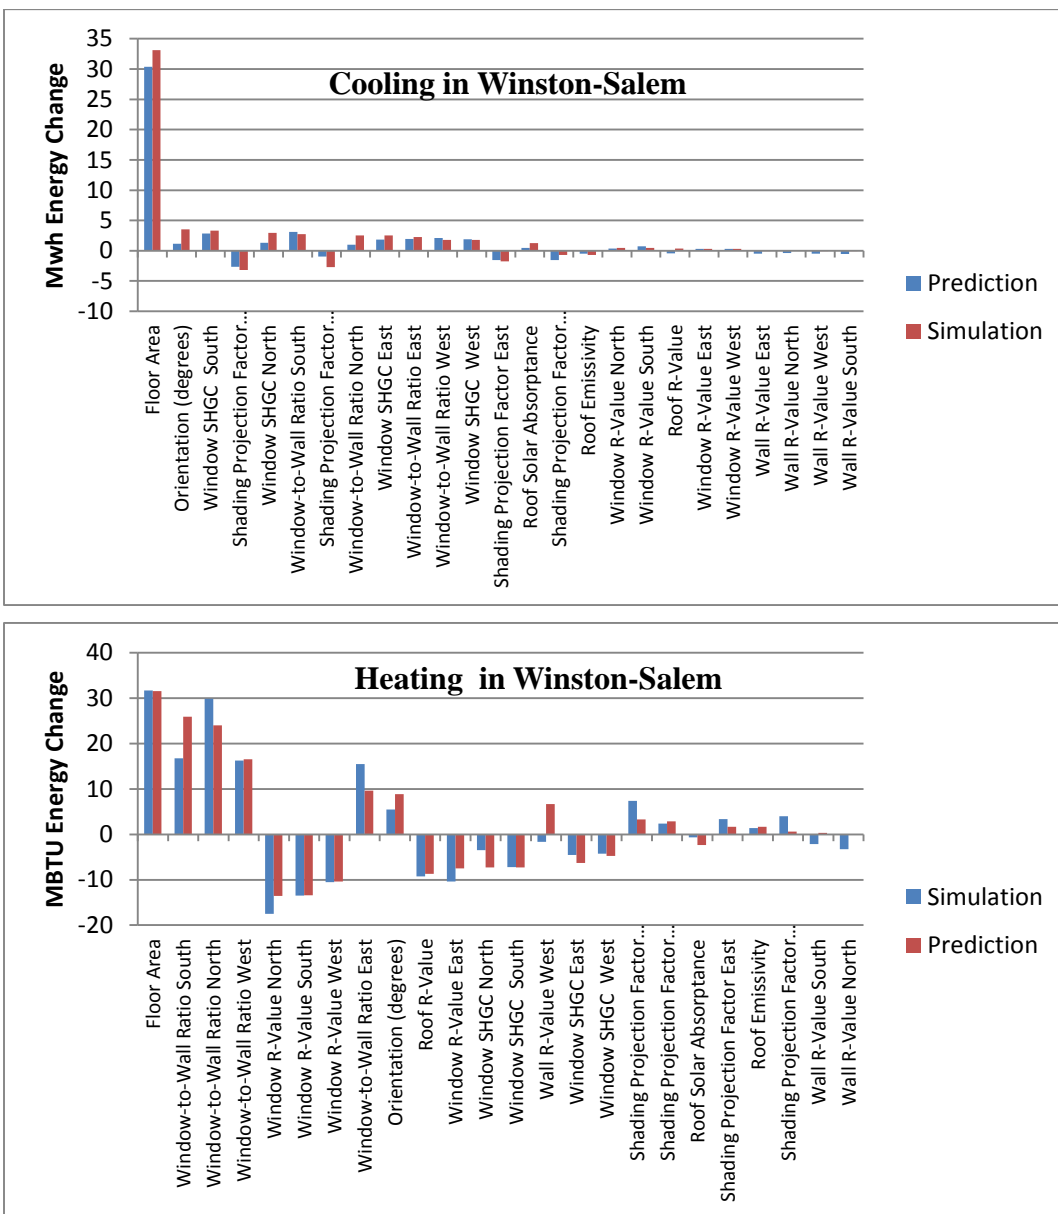 35
30
25
20
15
10
5
0
-5
-10
Mwh Energy Change
Cooling in Winston-Salem
Prediction
Simulation
Floor Area
Orientation (degrees)
Window SHGC  South
Shading Projection Factor...
Window SHGC North
Window-to-Wall Ratio South
Shading Projection Factor...
Window-to-Wall Ratio North
Window SHGC East
Window-to-Wall Ratio East
Window-to-Wall Ratio West
Window SHGC  West
Shading Projection Factor East
Roof Solar Absorptance
Shading Projection Factor...
Roof Emissivity
Window R-Value North
Window R-Value South
Roof R-Value
Window R-Value East
Window R-Value West
Wall R-Value East
Wall R-Value North
Wall R-Value West
Wall R-Value South
40
30
20
10
0
-10
-20
MBTU Energy Change
Heating  in Winston-Salem
Simulation
Prediction
Floor Area
Window-to-Wall Ratio South
Window-to-Wall Ratio North
Window-to-Wall Ratio West
Window R-Value North
Window R-Value South
Window R-Value West
Window-to-Wall Ratio East
Orientation (degrees)
Roof R-Value
Window R-Value East
Window SHGC North
Window SHGC  South
Wall R-Value West
Window SHGC East
Window SHGC  West
Shading Projection Factor...
Shading Projection Factor...
Roof Solar Absorptance
Shading Projection Factor East
Roof Emissivity
Shading Projection Factor...
Wall R-Value South
Wall R-Value North